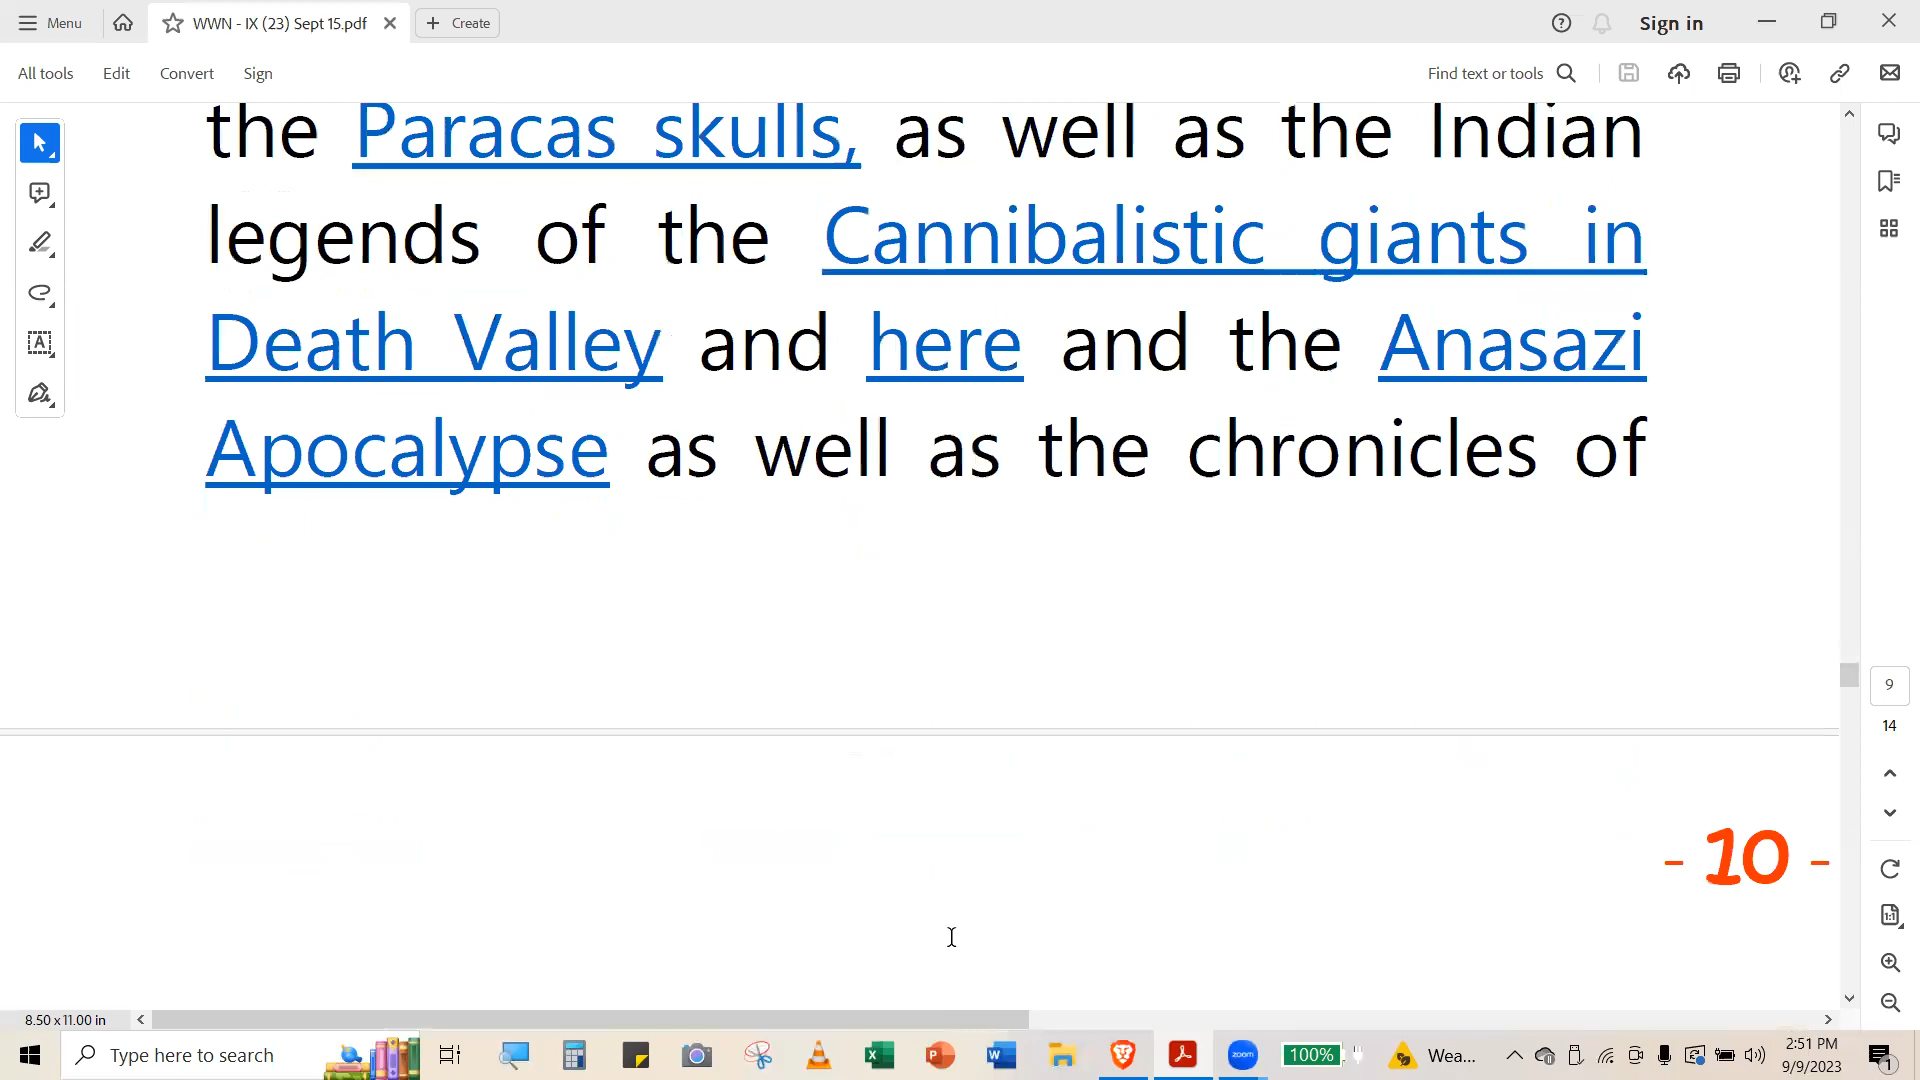 Menu
WWN - IX (23) Sept 15.pdf
Create
Sign in
All tools
Edit
Convert
Sign
Find text or tools
the Paracas skulls, as well as the Indian
legends of the Cannibalistic giants in
Death Valley and here and the Anasazi
Apocalypse as well as the chronicles of
9
14
- 10 -
8.50 x 11.00 in
Type here to search
zoom
100%
Wea...
2:51 PM
9/9/2023
1